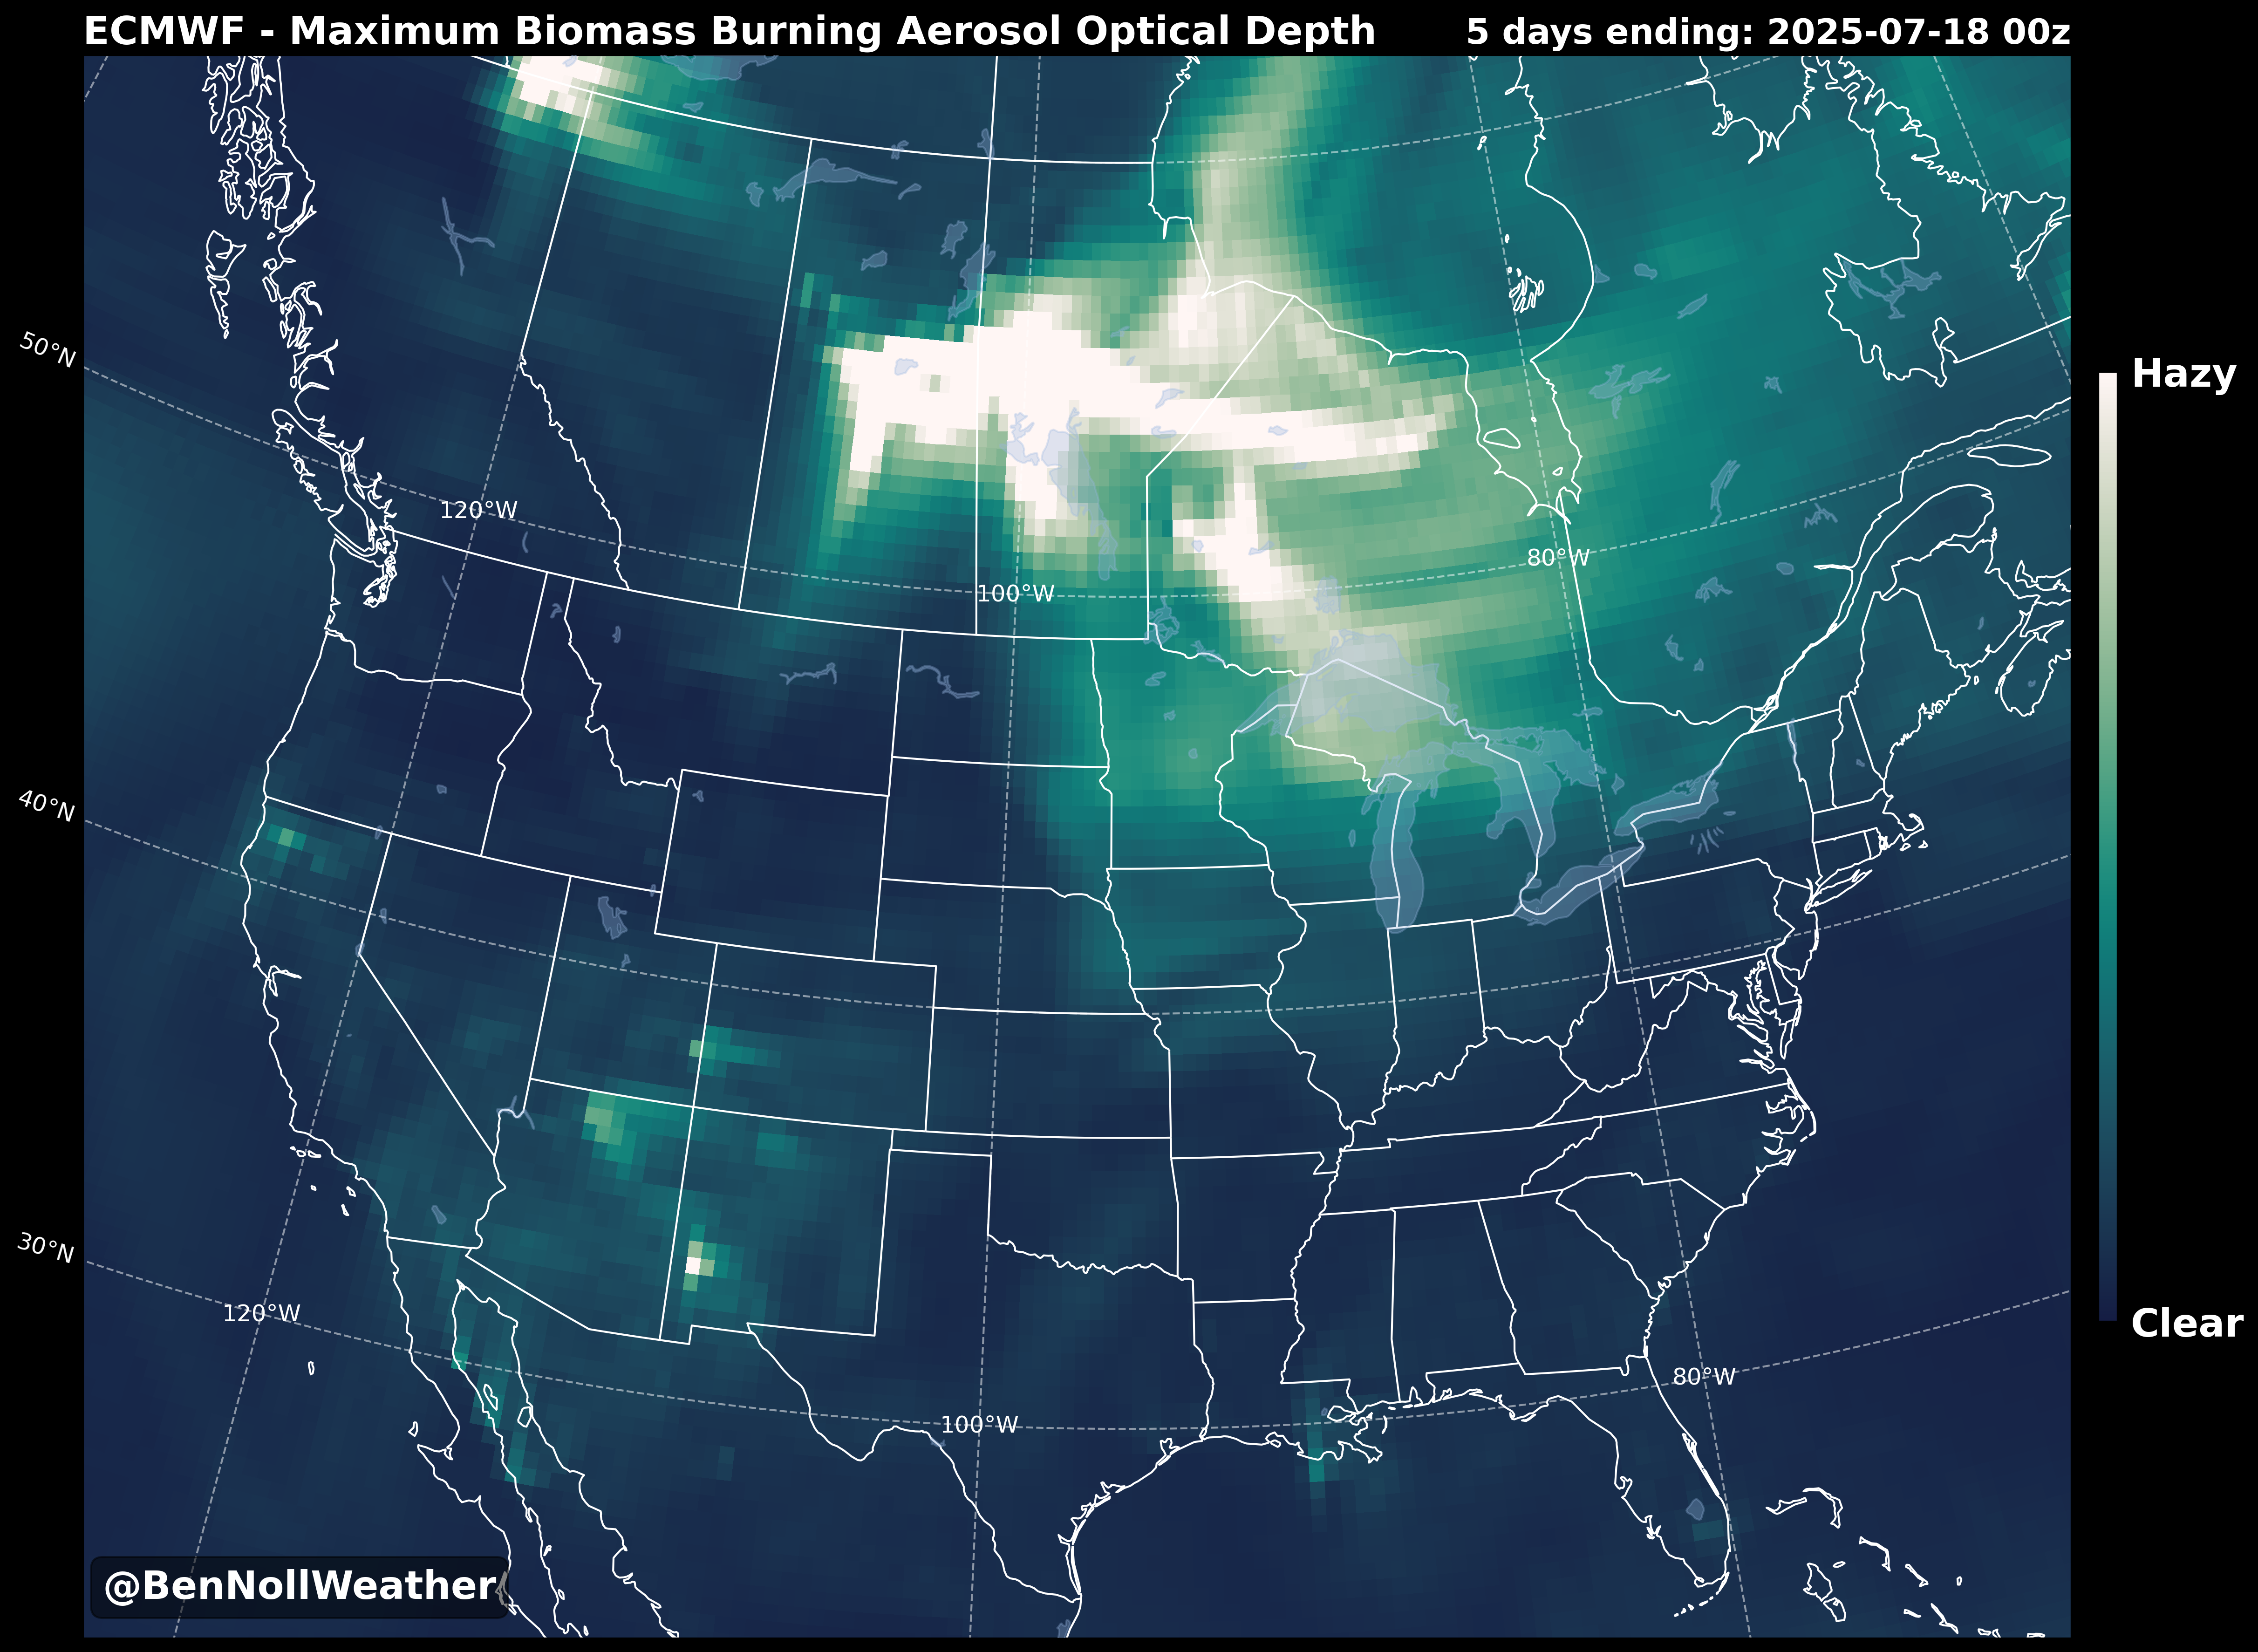 ECMWF - Maximum Biomass Burning Aerosol Optical Depth
5 days ending: 2025-07-18 00z
50°N
Hazy
120°W
80°W
100°W
40°N
30°N
120°W
Clear
80°W
100°W
@BenNollWeather